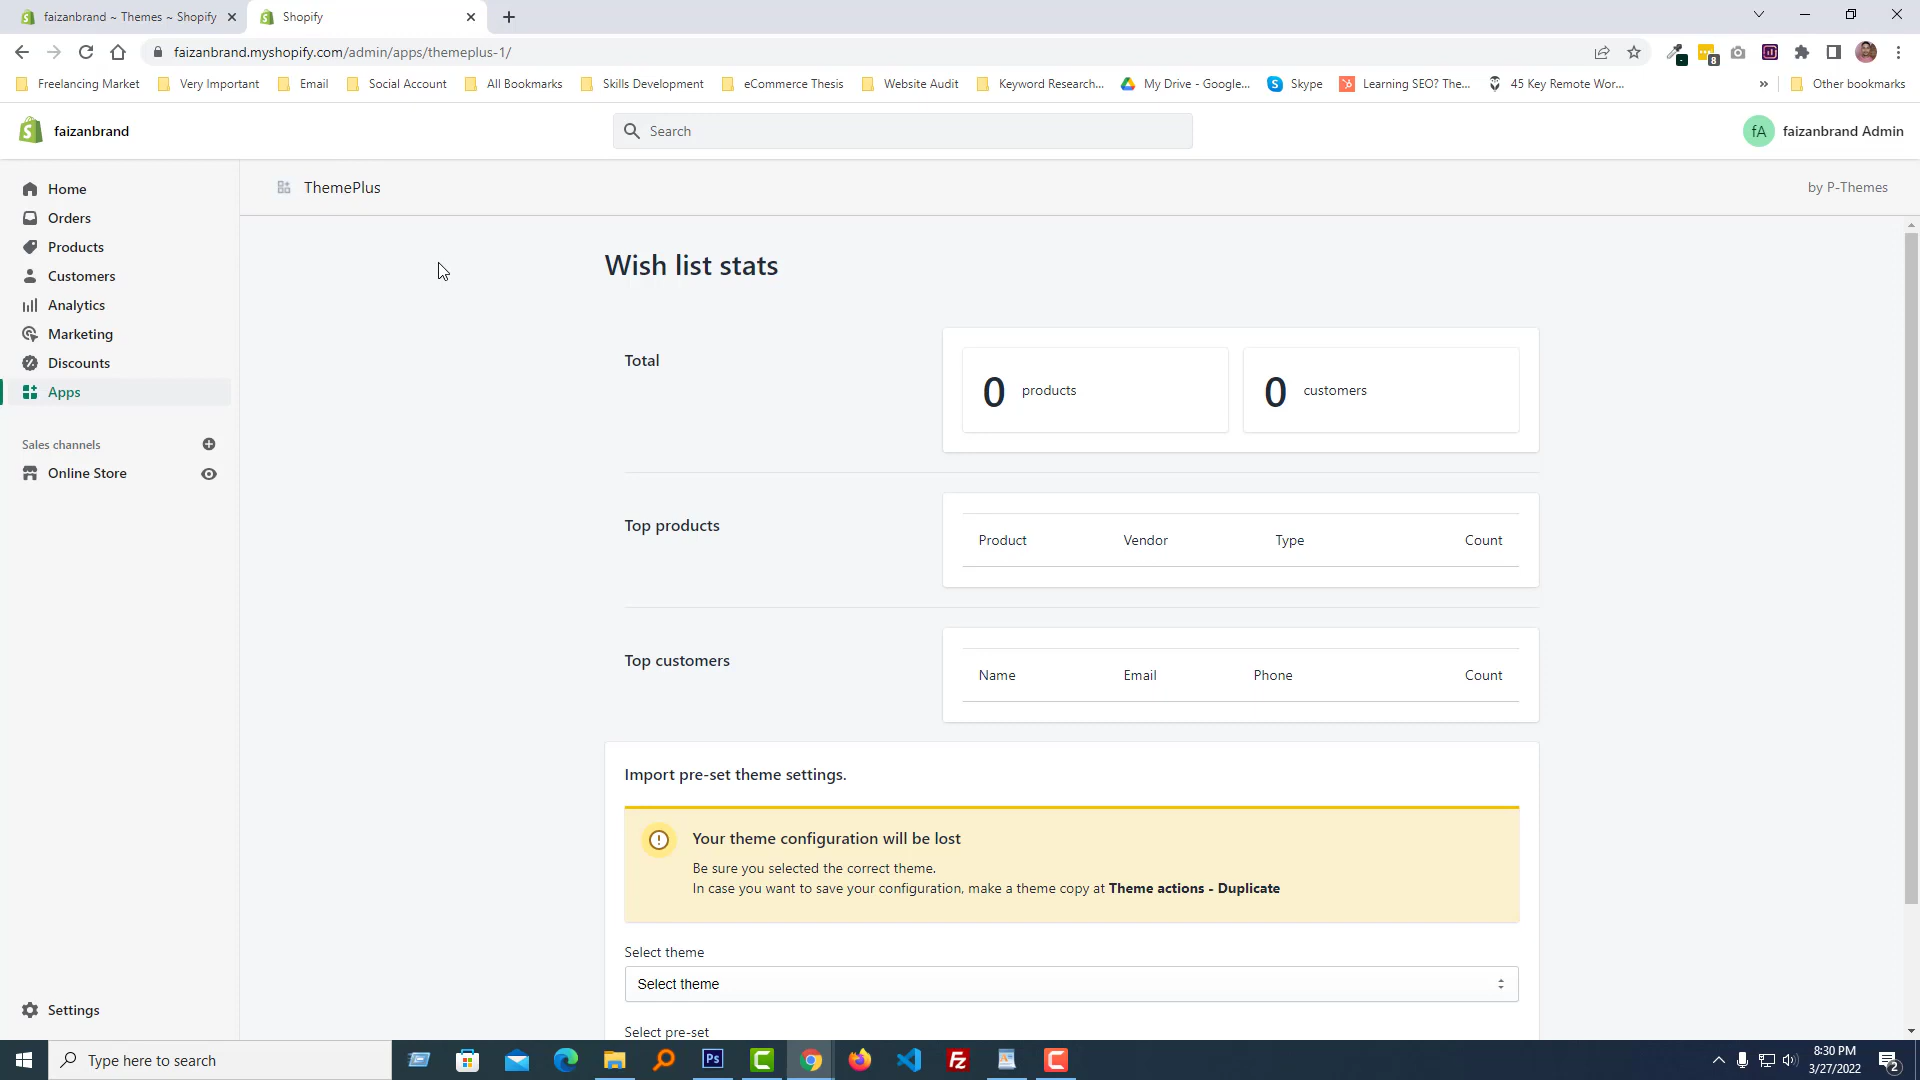 faizanbrand ~ Themes ~ Shopify
Shopify
faizanbrand.myshopify.com/admin/apps/themeplus-1/
8
Freelancing Market
Very Important
Email
Social Account
All Bookmarks
Skills Development
eCommerce Thesis
Website Audit
Keyword Research...
My Drive - Google...
Skype
Learning SEO? The...
45 Key Remote Wor...
»
Other bookmarks
faizanbrand
Search
fA
faizanbrand Admin
Home
Orders
Products
Customers
Analytics
Marketing
Discounts
Apps
Sales channels
Online Store
Settings
ThemePlus
by P-Themes
Wish list stats
Total
0 products
0 customers
Top products
Product Vendor Type Count
Top customers
Name Email Phone Count
Import pre-set theme settings.
Your theme configuration will be lost
Be sure you selected the correct theme.
In case you want to save your configuration, make a theme copy at Theme actions - Duplicate
Select theme
Select theme
Select pre-set
Type here to search
Ps
Fz
8:30 PM
3/27/2022
2